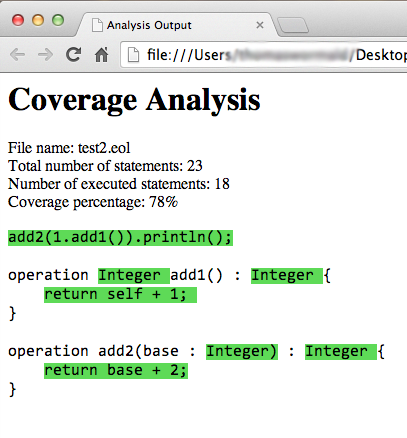 Analysis Output
file:///Users/ /Desktop
Coverage Analysis
File name: test2.eol
Total number of statements: 23
Number of executed statements: 18
Coverage percentage: 78%
add2(1.add1()).println();
operation Integer add1() : Integer {
return self + 1;
}
operation add2(base : Integer) : Integer {
return base + 2;
}